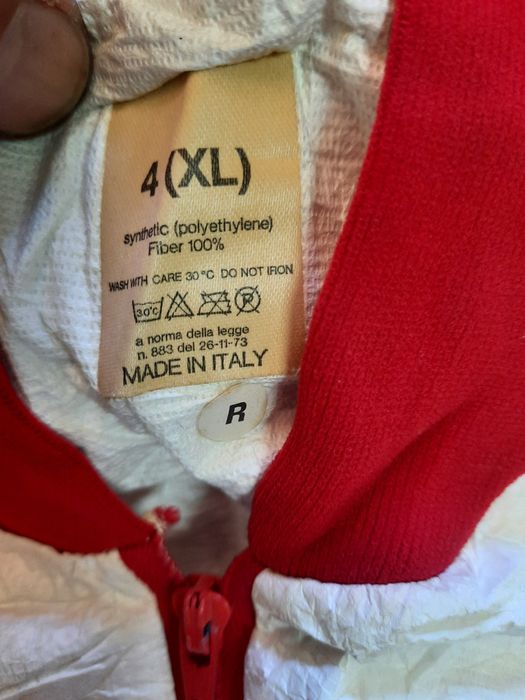 4 (XL)
synthetic (polyethylene)
Fiber 100%
WASH WITH CARE 30°C DO NOT IRON
30°C P
a norma della legge
n. 883 del 26-11-73
MADE IN ITALY
R